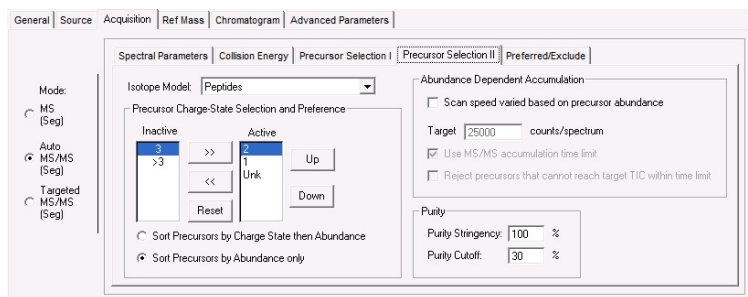 General Source Acquisition Ref Mass Chromatogram Advanced Parameters
Spectral Parameters Collision Energy Precursor Selection I Precursor Selection II Preferred/Exclude
Mode:
MS
(Seg)
Auto
MS/MS
(Seg)
Targeted
MS/MS
(Seg)
Isotope Model: Peptides
Precursor Charge-State Selection and Preference
Inactive Active
3
>3
>>
<<
Reset
2
1
Unk
Up
Down
Sort Precursors by Charge State then Abundance
Sort Precursors by Abundance only
Abundance Dependent Accumulation
Scan speed varied based on precursor abundance
Target 25000 counts/spectrum
Use MS/MS accumulation time limit
Reject precursors that cannot reach target TIC within time limit
Purity
Purity Stringency: 100 %
Purity Cutoff: 30 %